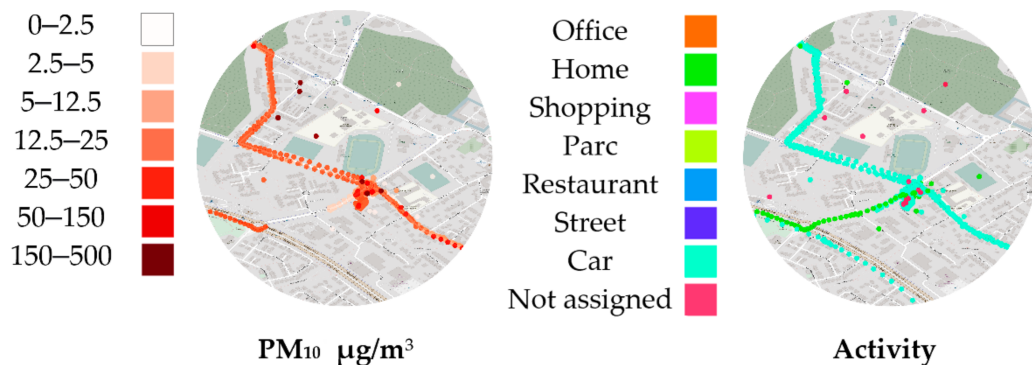 0–2.5
2.5–5
5–12.5
12.5–25
25–50
50–150
150–500
PM₁₀ µg/m³
Office
Home
Shopping
Parc
Restaurant
Street
Car
Not assigned
Activity